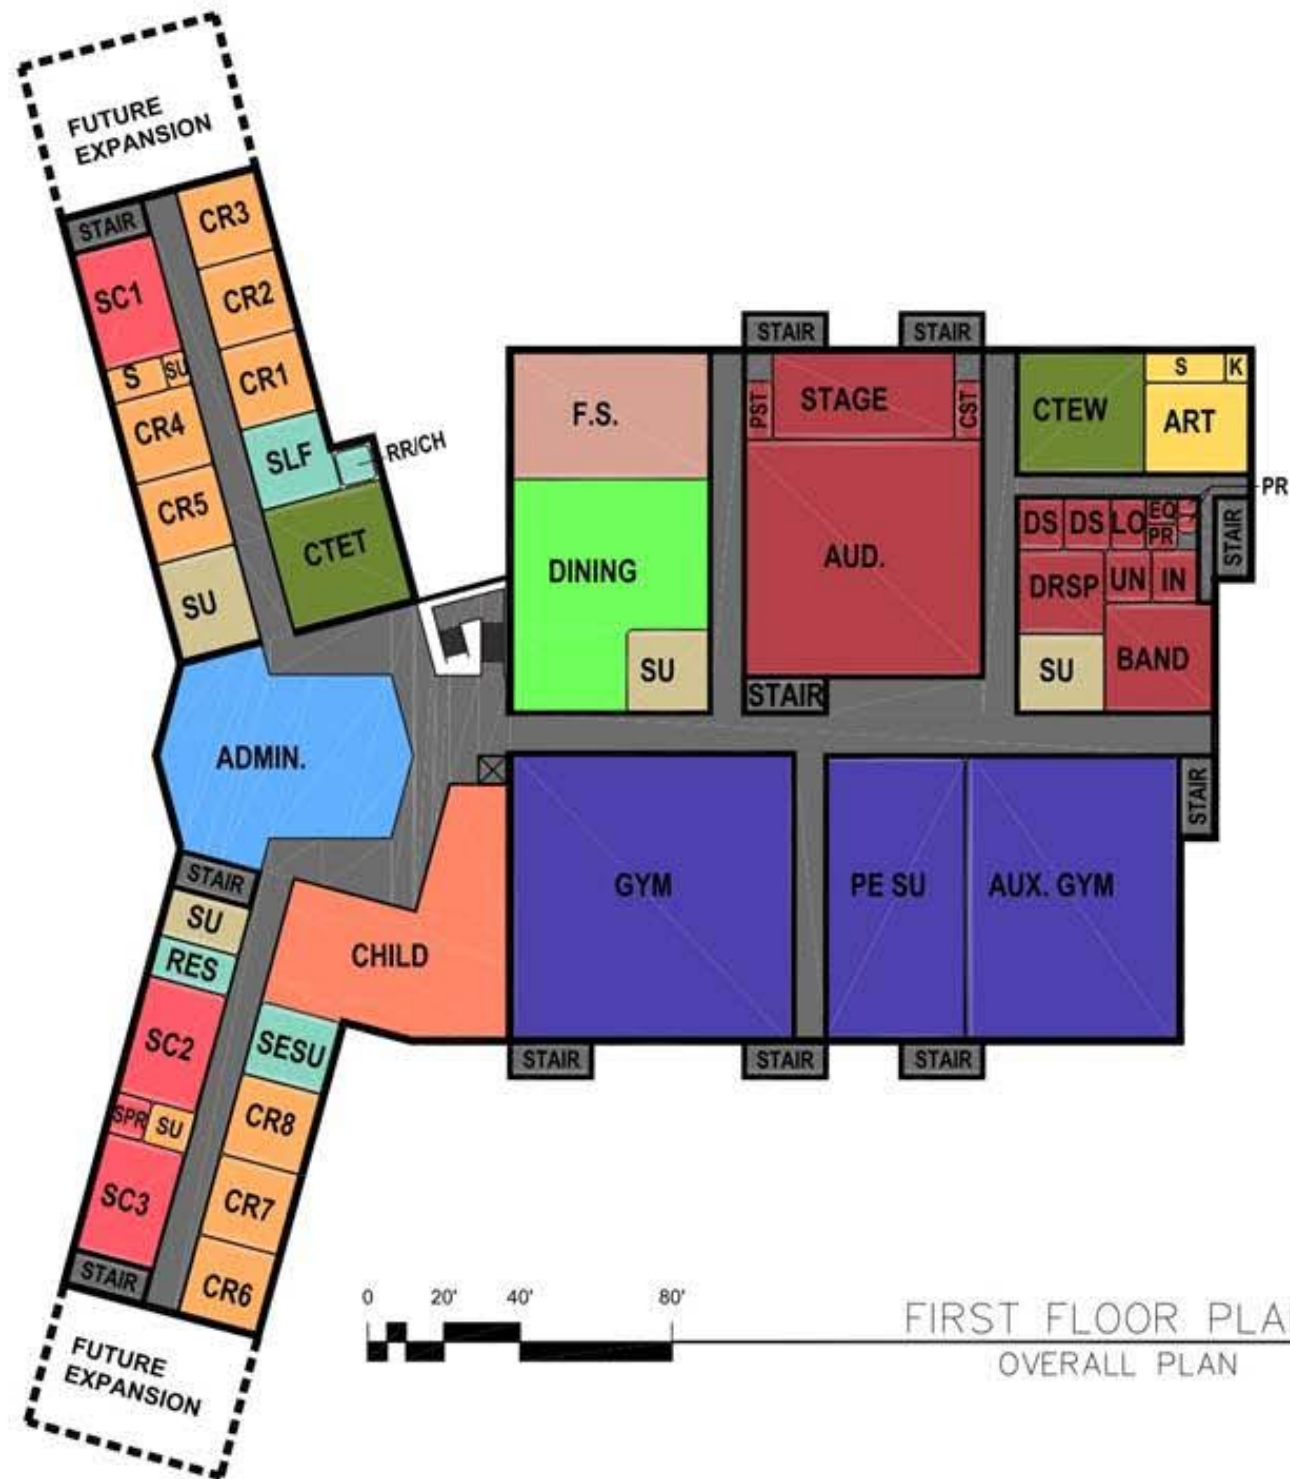 FUTURE
EXPANSION
STAIR
CR3
SC1
CR2
S
SU
CR1
CR4
SLF
RR/CH
CR5
CTET
SU
STAIR
STAIR
F.S.
PST
STAGE
CST
CTEW
S
K
ART
DINING
AUD.
DS
DS
LO
EQ
PR
PR
STAIR
DRSP
UN
IN
SU
STAIR
SU
BAND
ADMIN.
STAIR
GYM
PE SU
AUX. GYM
STAIR
SU
RES
CHILD
SC2
SESU
SPR
SU
CR8
SC3
CR7
STAIR
CR6
STAIR
STAIR
STAIR
FUTURE
EXPANSION
0 20' 40' 80'
FIRST FLOOR PLA
OVERALL PLAN